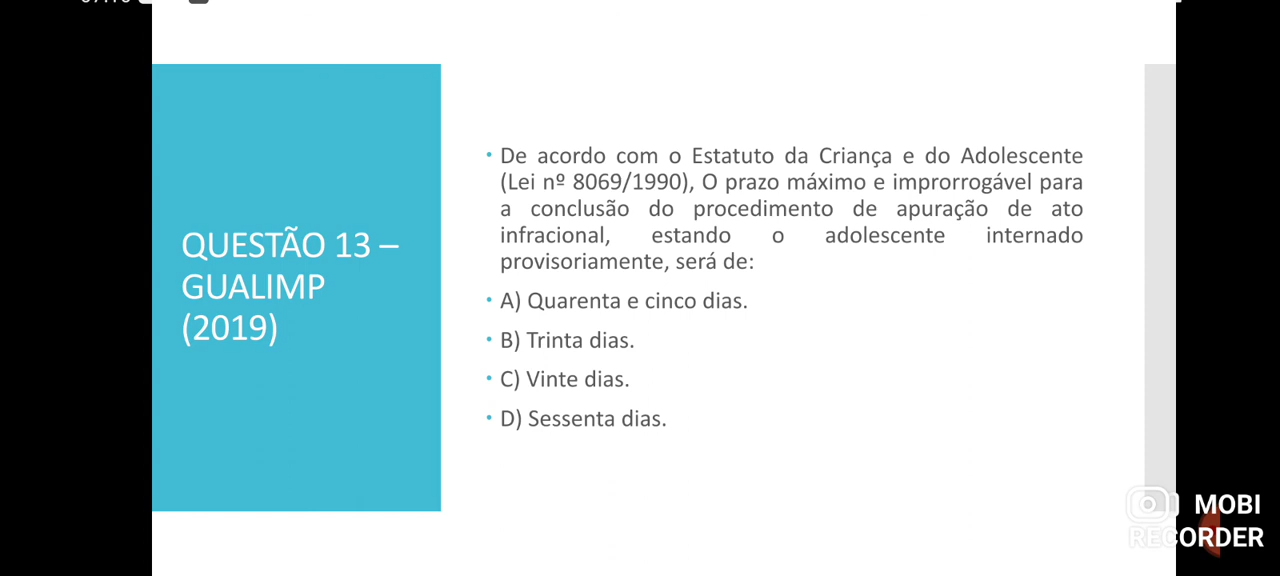 QUESTÃO 13 –
GUALIMP
(2019)
• De acordo com o Estatuto da Criança e do Adolescente
(Lei nº 8069/1990), O prazo máximo e improrrogável para
a conclusão do procedimento de apuração de ato
infracional, estando o adolescente internado
provisoriamente, será de:
• A) Quarenta e cinco dias.
• B) Trinta dias.
• C) Vinte dias.
• D) Sessenta dias.
MOBI
RECORDER